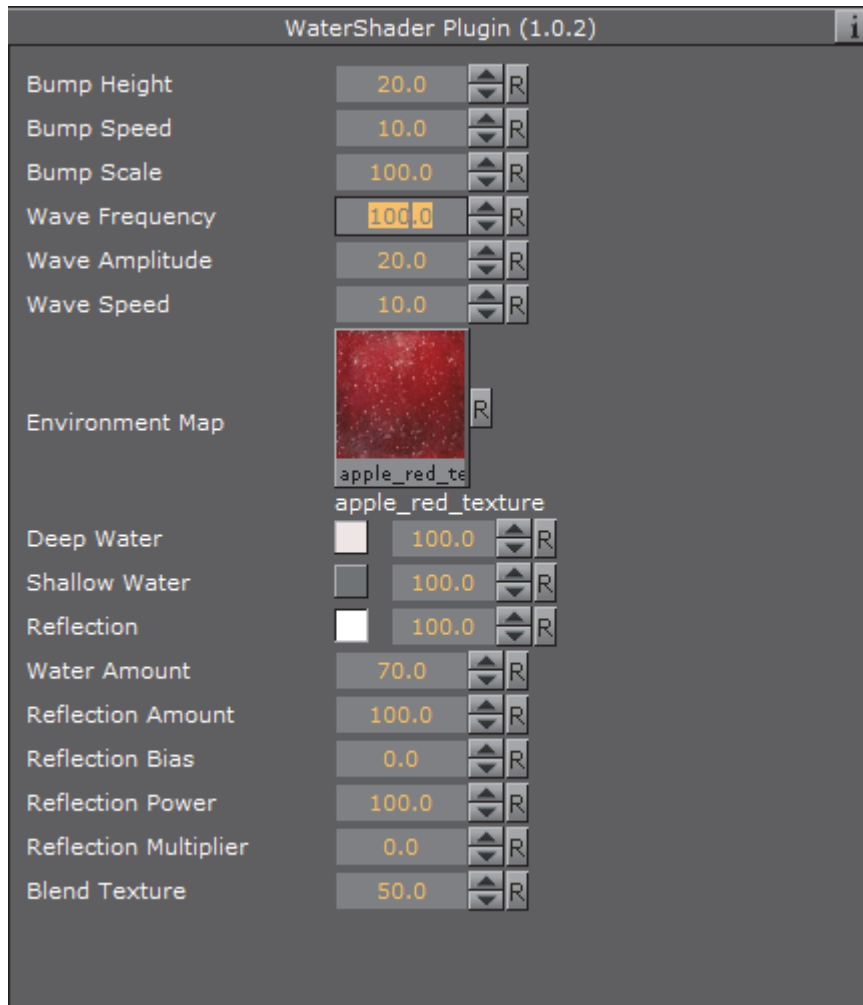 WaterShader Plugin (1.0.2) i
Bump Height 20.0 R
Bump Speed 10.0 R
Bump Scale 100.0 R
Wave Frequency 100.0 R
Wave Amplitude 20.0 R
Wave Speed 10.0 R
Environment Map R
apple_red_te
apple_red_texture
Deep Water 100.0 R
Shallow Water 100.0 R
Reflection 100.0 R
Water Amount 70.0 R
Reflection Amount 100.0 R
Reflection Bias 0.0 R
Reflection Power 100.0 R
Reflection Multiplier 0.0 R
Blend Texture 50.0 R